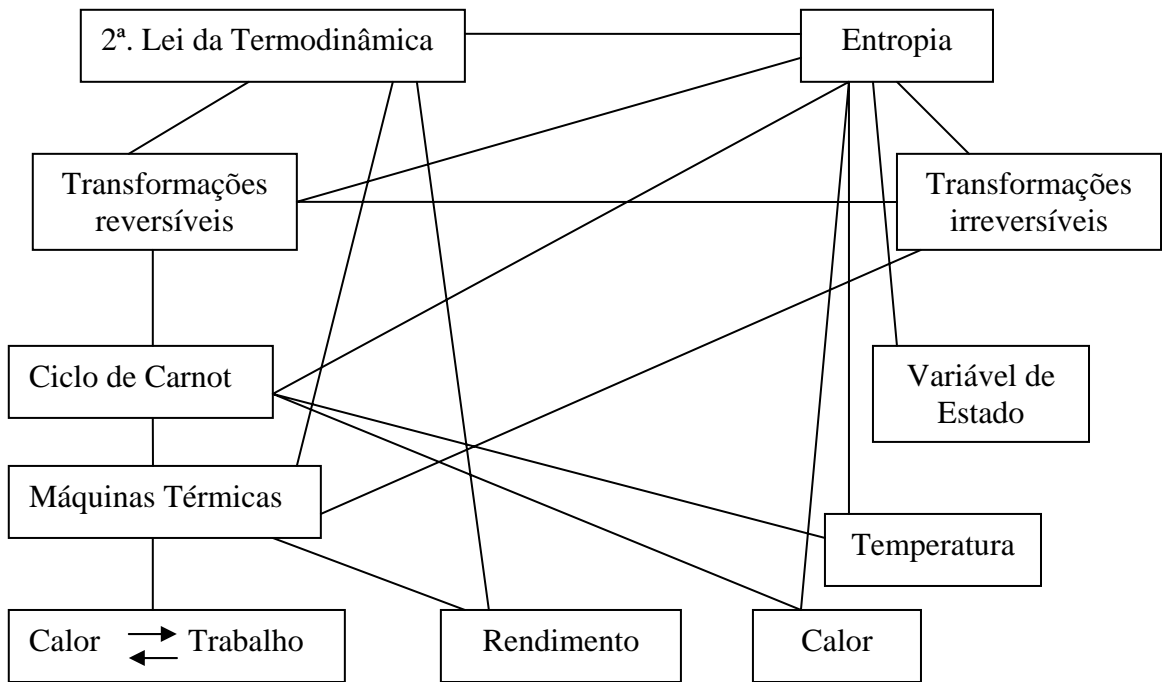 2ª. Lei da Termodinâmica
Entropia
Transformações
reversíveis
Transformações
irreversíveis
Ciclo de Carnot
Variável de
Estado
Máquinas Térmicas
Temperatura
Calor Trabalho
Rendimento
Calor